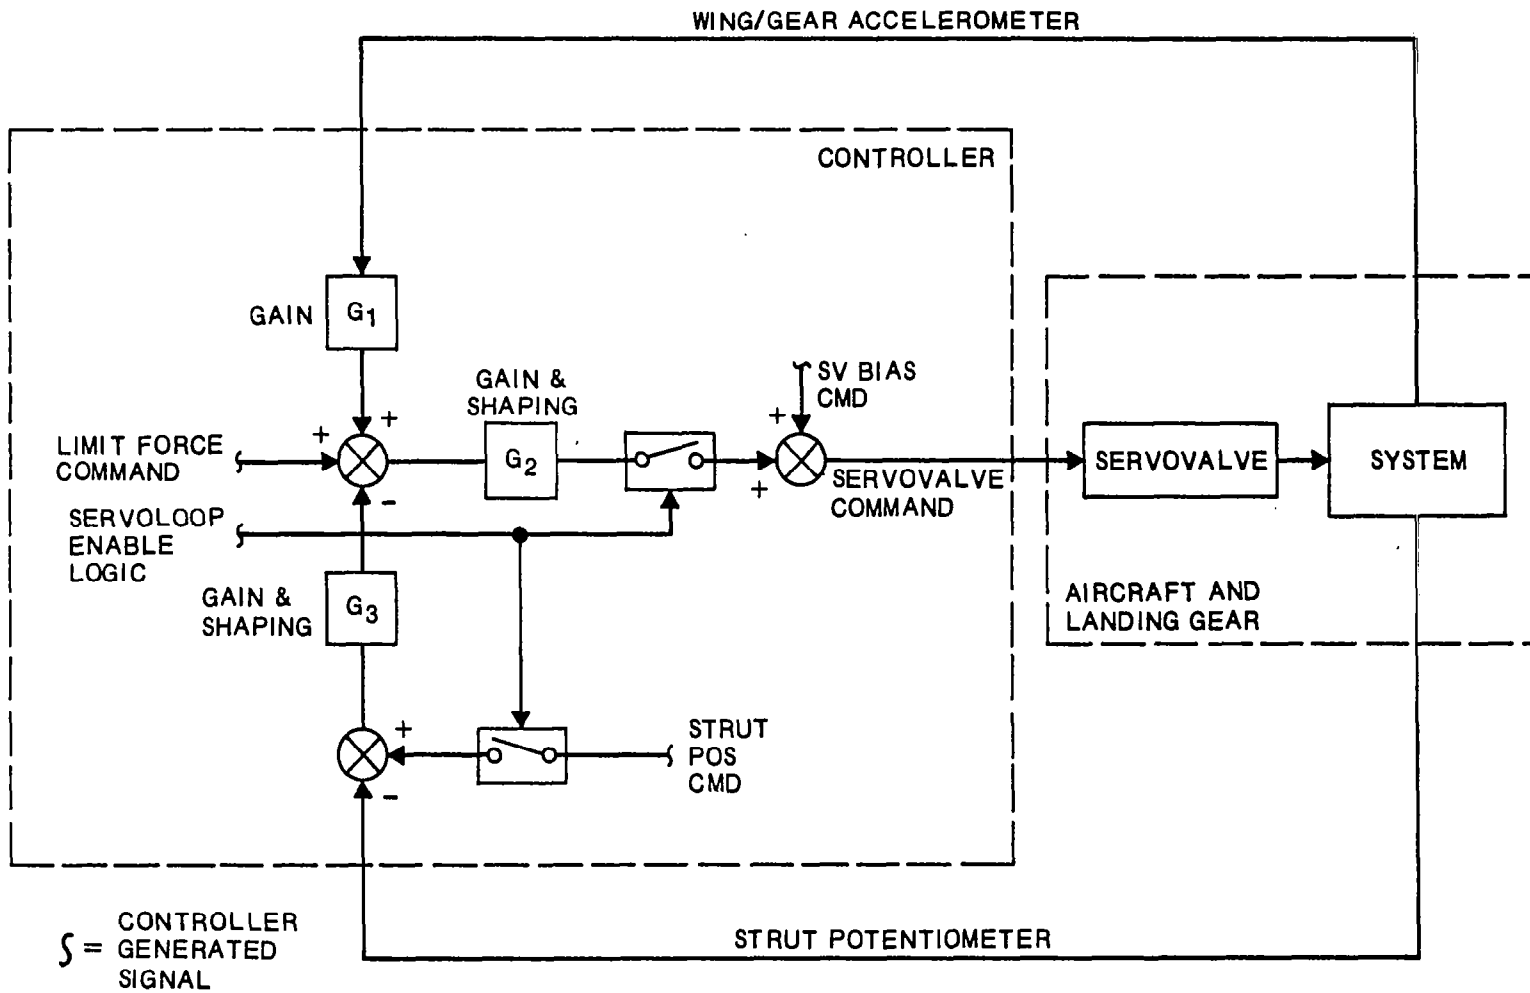 WING/GEAR ACCELEROMETER
CONTROLLER
GAIN
G1
+
+
-
LIMIT FORCE
COMMAND
GAIN &
SHAPING
G2
SV BIAS
CMD
+
+
SERVOVALVE
COMMAND
SERVOVALVE
SYSTEM
SERVOLOOP
ENABLE
LOGIC
GAIN &
SHAPING
G3
AIRCRAFT AND
LANDING GEAR
+
-
STRUT
POS
CMD
STRUT POTENTIOMETER
ʃ = CONTROLLER
GENERATED
SIGNAL